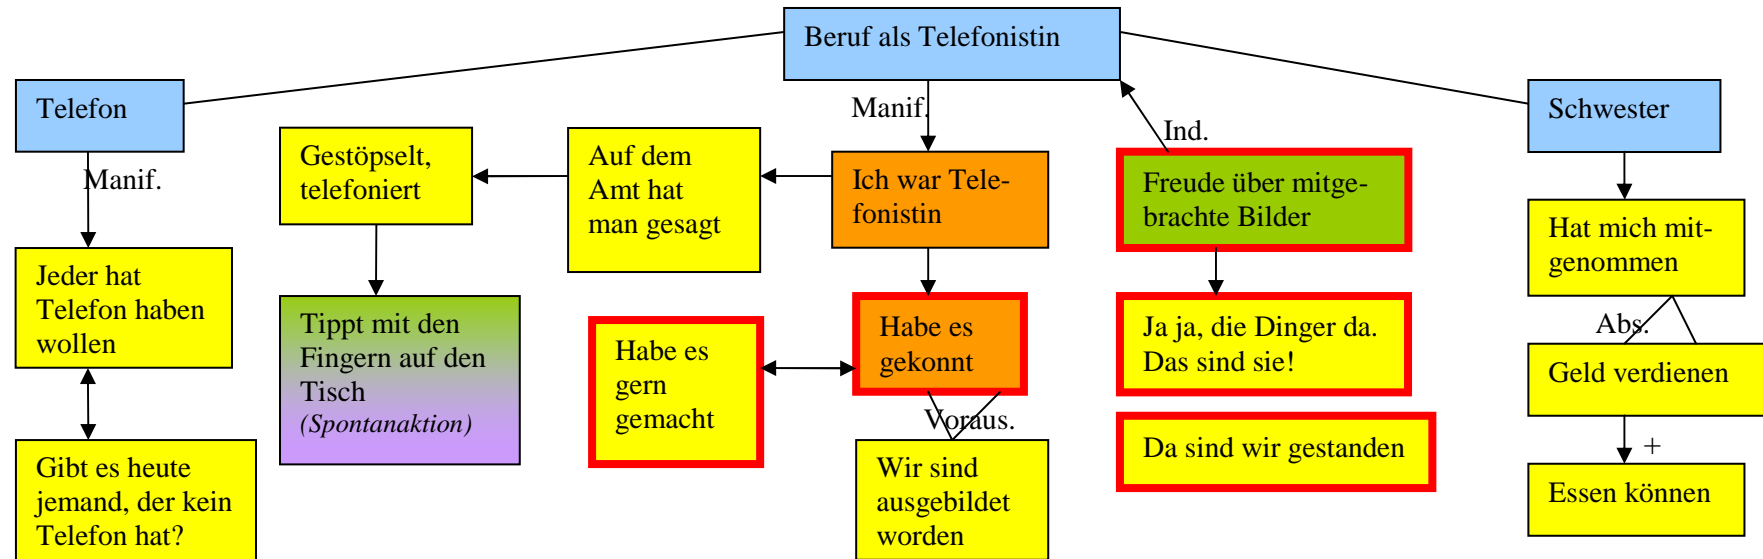 Beruf als Telefonistin
Telefon
Schwester
Manif.
Manif.
Ind.
Gestöpselt,
telefoniert
Auf dem
Amt hat
man gesagt
Ich war Tele-
fonistin
Freude über mitge-
brachte Bilder
Hat mich mit-
genommen
Jeder hat
Telefon haben
wollen
Tippt mit den
Fingern auf den
Tisch
(Spontanaktion)
Habe es
gern
gemacht
Habe es
gekonnt
Ja ja, die Dinger da.
Das sind sie!
Abs.
Geld verdienen
Voraus.
Da sind wir gestanden
+
Gibt es heute
jemand, der kein
Telefon hat?
Wir sind
ausgebildet
worden
Essen können